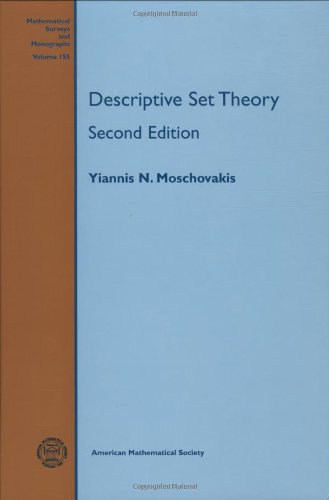 Mathematical
Surveys
and
Monographs
Volume 155
Descriptive Set Theory
Second Edition
Yiannis N. Moschovakis
American Mathematical Society